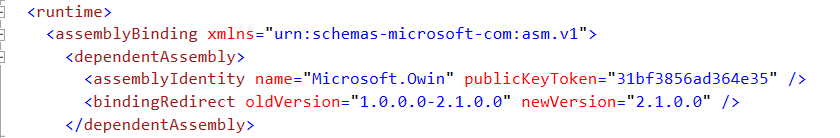 <runtime>
<assemblyBinding xmlns="urn:schemas-microsoft-com:asm.v1">
<dependentAssembly>
<assemblyIdentity name="Microsoft.Owin" publicKeyToken="31bf3856ad364e35" />
<bindingRedirect oldVersion="1.0.0.0-2.1.0.0" newVersion="2.1.0.0" />
</dependentAssembly>